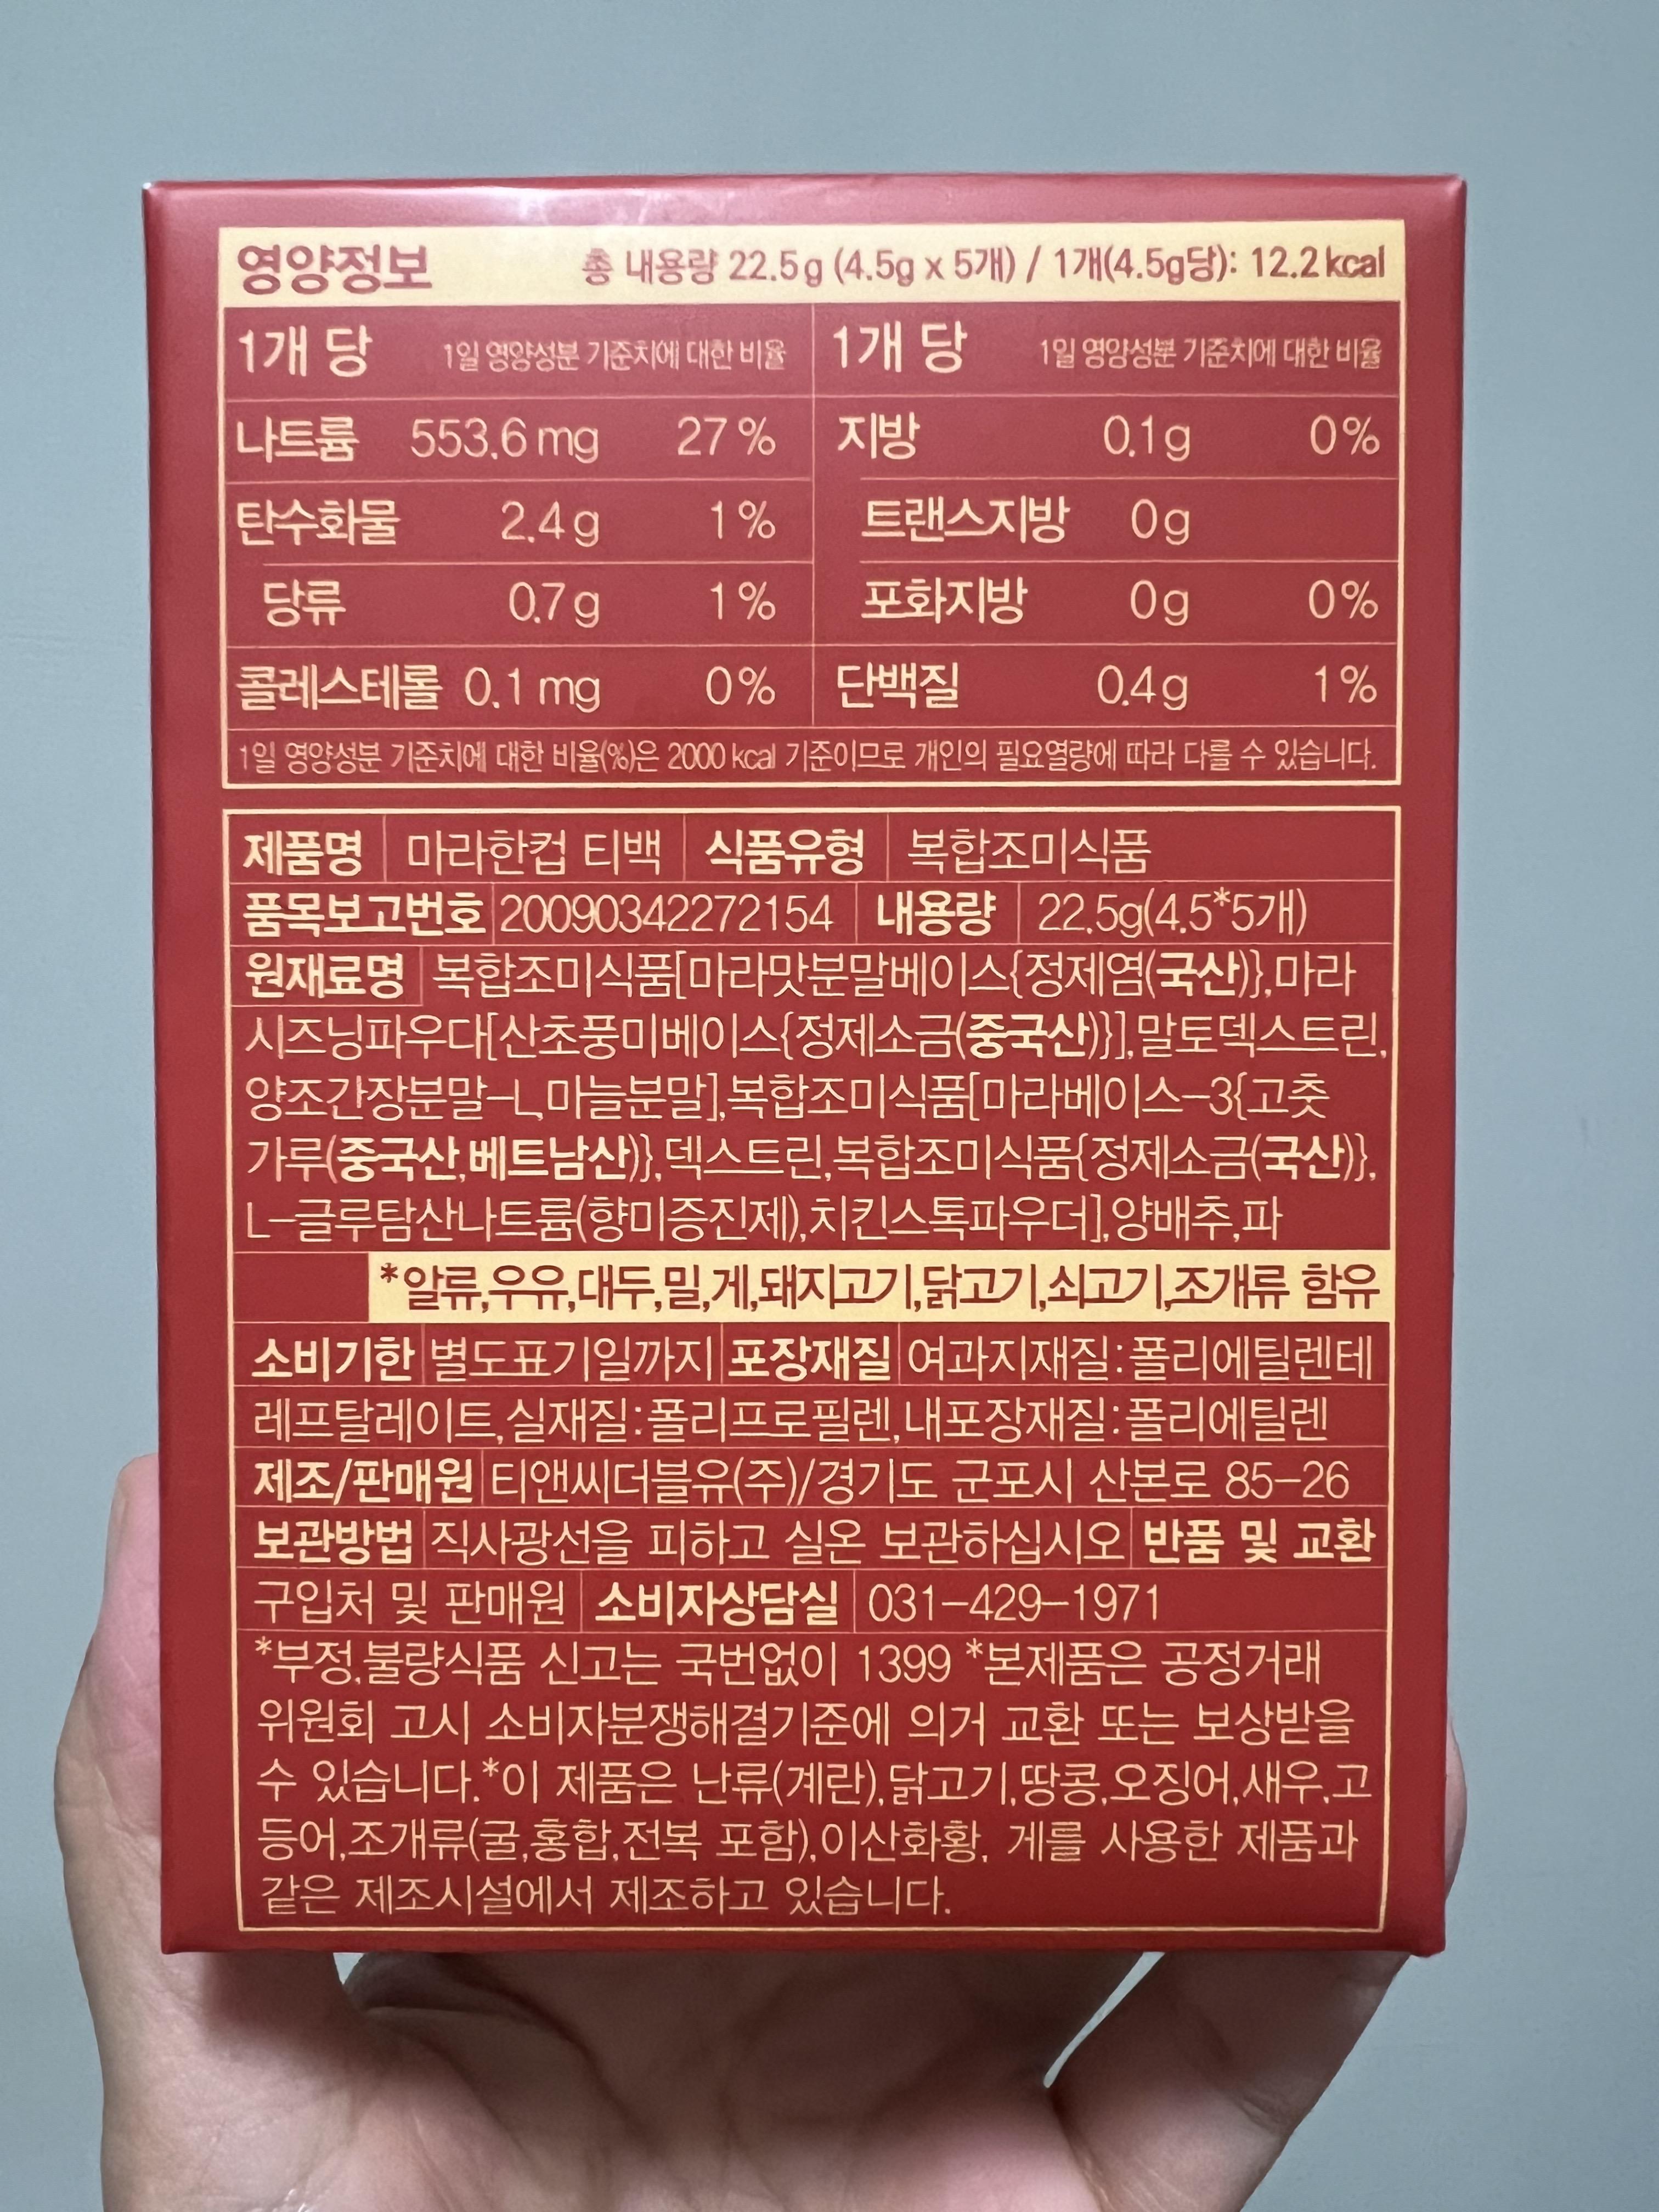 영양정보 총 내용량 22.5g (4.5g x 5개) / 1개(4.5g당): 12.2 kcal
1개 당 1일 영양성분 기준치에 대한 비율 1개 당 1일 영양성분 기준치에 대한 비율
나트륨 553.6 mg 27 % 지방 0.1 g 0%
탄수화물 2.4 g 1 % 트랜스지방 0 g
당류 0.7 g 1 % 포화지방 0g 0%
콜레스테롤 0.1 mg 0 % 단백질 0.4 g 1 %
1일 영양성분 기준치에 대한 비율(%)은 2000 kcal 기준이므로 개인의 필요열량에 따라 다를 수 있습니다.
제품명 마라한컵 티백 식품유형 복합조미식품
품목보고번호 20090342272154 내용량 22.5g(4.5*5개)
원재료명 복합조미식품[마라맛분말베이스{정제염(국산)},마라
시즈닝파우다[산초풍미베이스{정제소금(중국산)}],말토덱스트린,
양조간장분말-L,마늘분말],복합조미식품[마라베이스-3{고춧
가루(중국산,베트남산)},덱스트린,복합조미식품{정제소금(국산)},
L-글루탐산나트륨(향미증진제),치킨스톡파우더],양배추,파
*알류,우유,대두,밀,게,돼지고기,닭고기,쇠고기,조개류 함유
소비기한 별도표기일까지 포장재질 여과지재질:폴리에틸렌테
레프탈레이트,실재질:폴리프로필렌,내포장재질:폴리에틸렌
제조/판매원 티앤씨더블유(주)/경기도 군포시 산본로 85-26
보관방법 직사광선을 피하고 실온 보관하십시오 반품 및 교환
구입처 및 판매원 소비자상담실 031-429-1971
*부정,불량식품 신고는 국번없이 1399 *본제품은 공정거래
위원회 고시 소비자분쟁해결기준에 의거 교환 또는 보상받을
수 있습니다.*이 제품은 난류(계란),닭고기,땅콩,오징어,새우,고
등어,조개류(굴,홍합,전복 포함),이산화황, 게를 사용한 제품과
같은 제조시설에서 제조하고 있습니다.